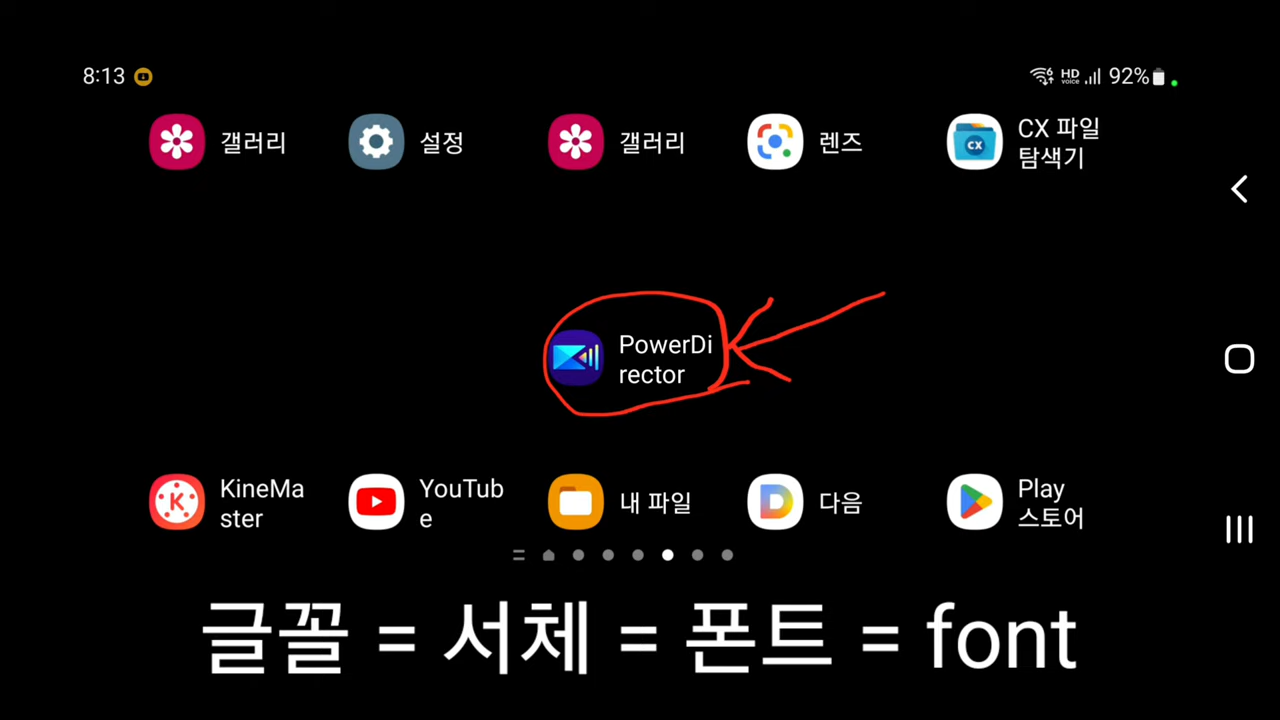 8:13 HD voice 92%
갤러리 설정 갤러리 렌즈 CX 파일
탐색기
CX
PowerDi
rector
KineMa
ster
YouTub
e
내 파일
다음
Play
스토어
글꼴 = 서체 = 폰트 = font